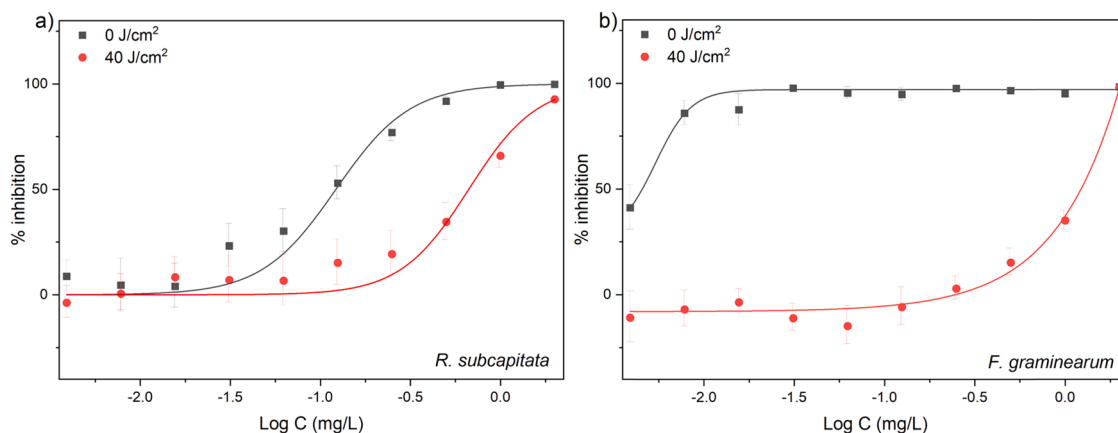 a)
0 J/cm²
40 J/cm²
100
50
0
% inhibition
R. subcapitata
-2.0 -1.5 -1.0 -0.5 0.0
Log C (mg/L)
b)
0 J/cm²
40 J/cm²
100
50
0
% inhibition
F. graminearum
-2.0 -1.5 -1.0 -0.5 0.0
Log C (mg/L)